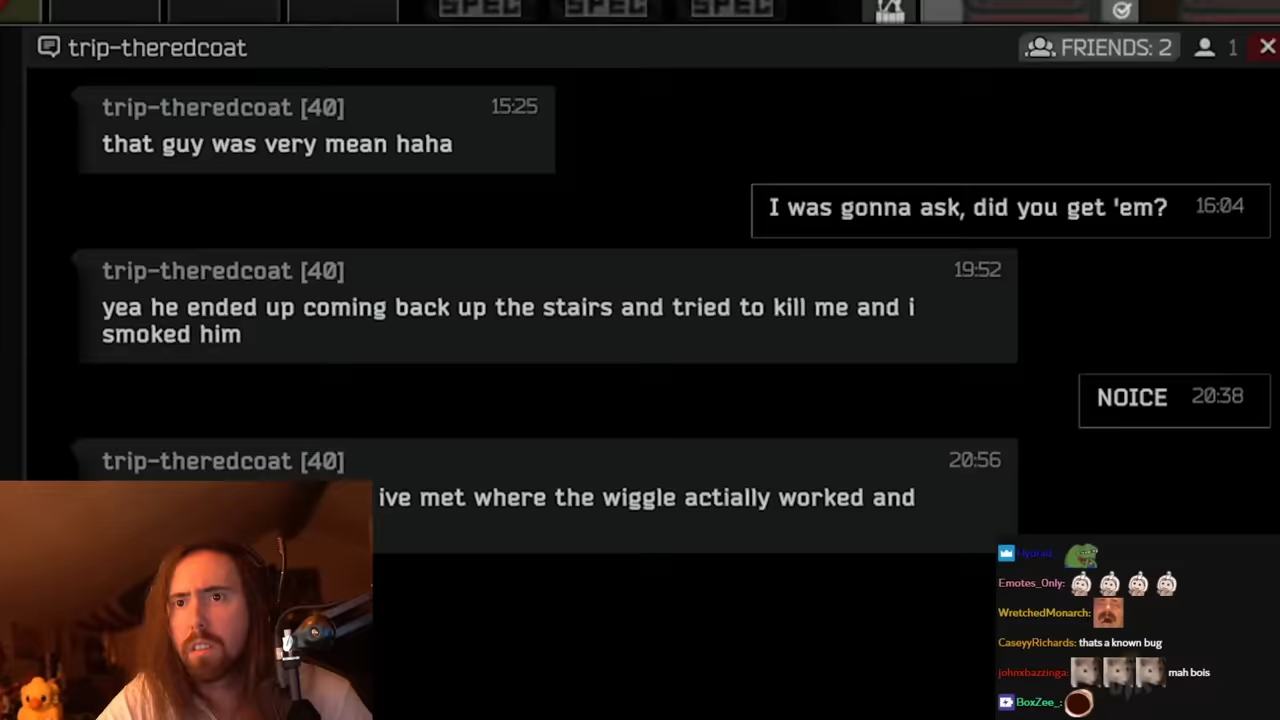 SPEC SPEC SPEC
trip-theredcoat FRIENDS: 2 1
trip-theredcoat [40] 15:25
that guy was very mean haha
I was gonna ask, did you get 'em? 16:04
trip-theredcoat [40] 19:52
yea he ended up coming back up the stairs and tried to kill me and i
smoked him
NOICE 20:38
trip-theredcoat [40] 20:56
ive met where the wiggle actially worked and
Emotes_Only:
WretchedMonarch:
CaseyyRichards: thats a known bug
johnxbazzinga: mah bois
BoxZee_: